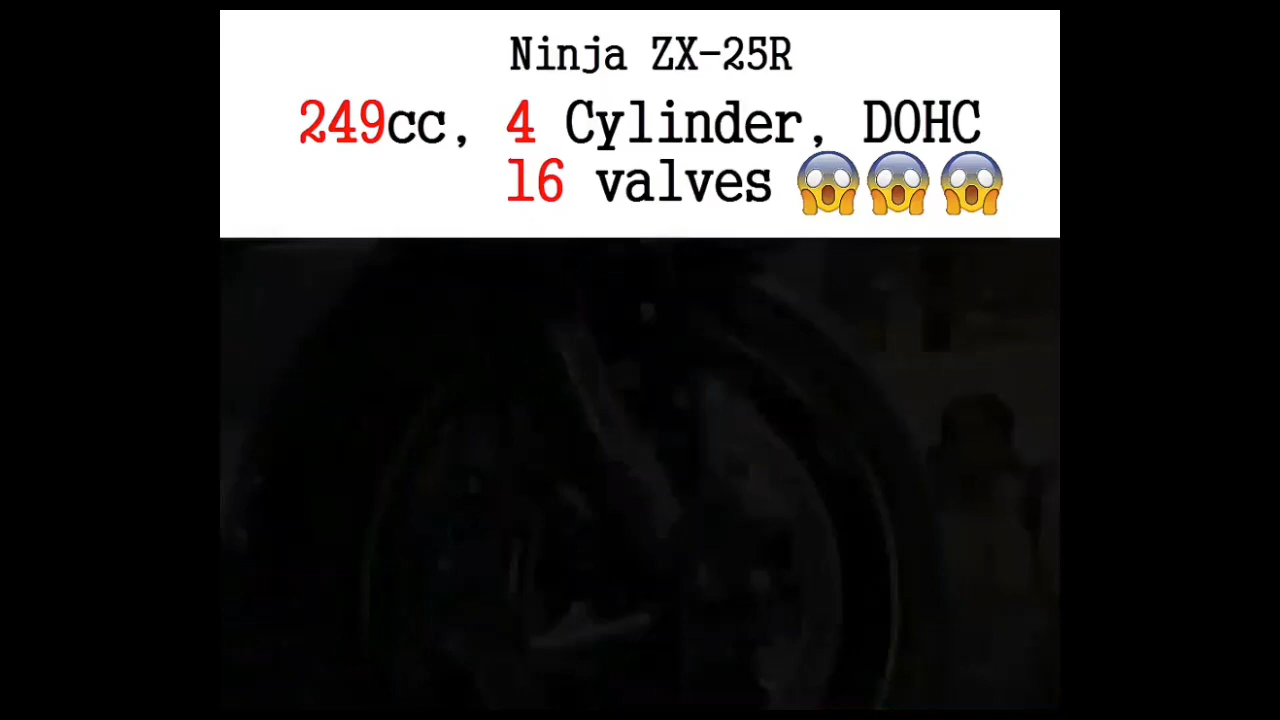 Ninja ZX-25R
249cc, 4 Cylinder, DOHC
16 valves 😱😱😱